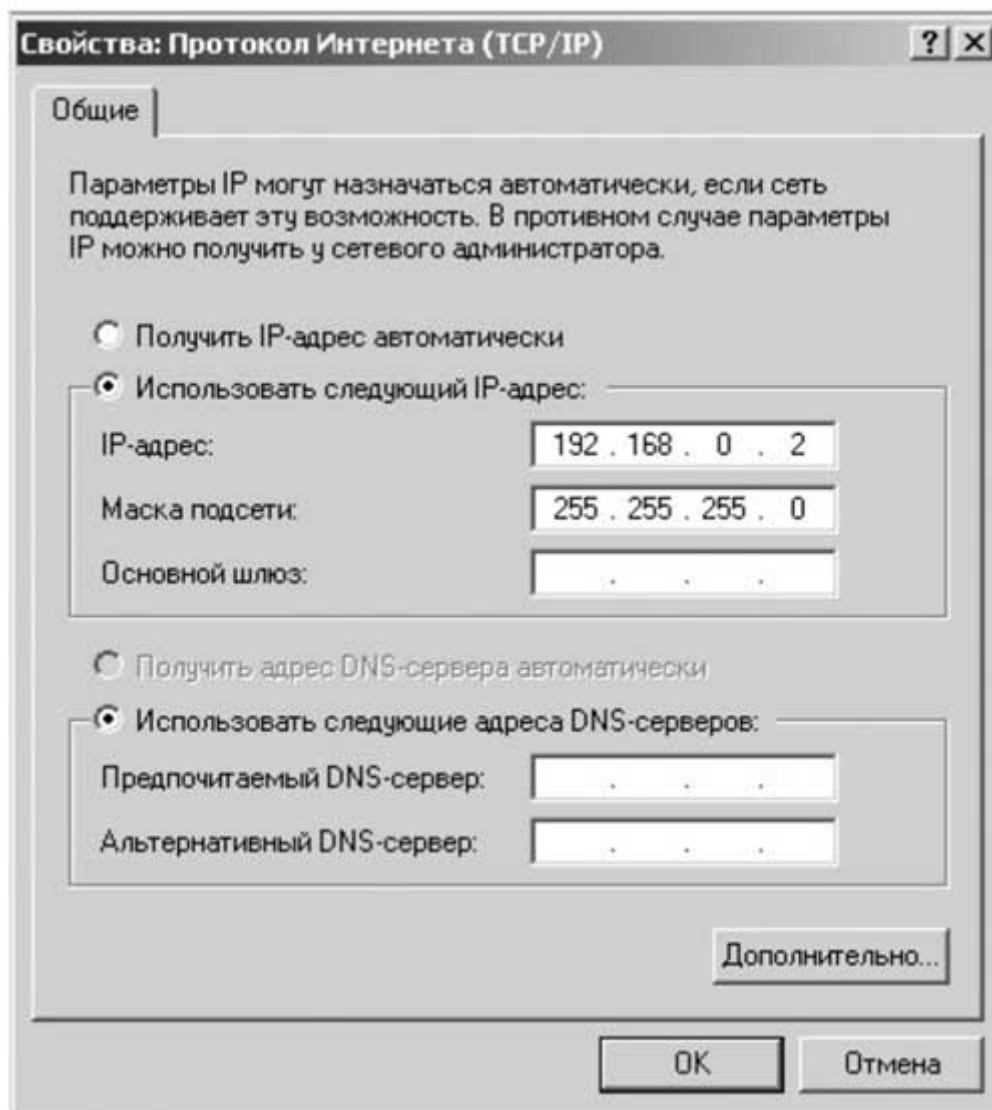 Свойства: Протокол Интернета (TCP/IP)
Общие
Параметры IP могут назначаться автоматически, если сеть
поддерживает эту возможность. В противном случае параметры
IP можно получить у сетевого администратора.
Получить IP-адрес автоматически
Использовать следующий IP-адрес:
IP-адрес: 192 . 168 . 0 . 2
Маска подсети: 255 . 255 . 255 . 0
Основной шлюз: . . .
Получить адрес DNS-сервера автоматически
Использовать следующие адреса DNS-серверов:
Предпочитаемый DNS-сервер: . . .
Альтернативный DNS-сервер: . . .
Дополнительно...
OK Отмена